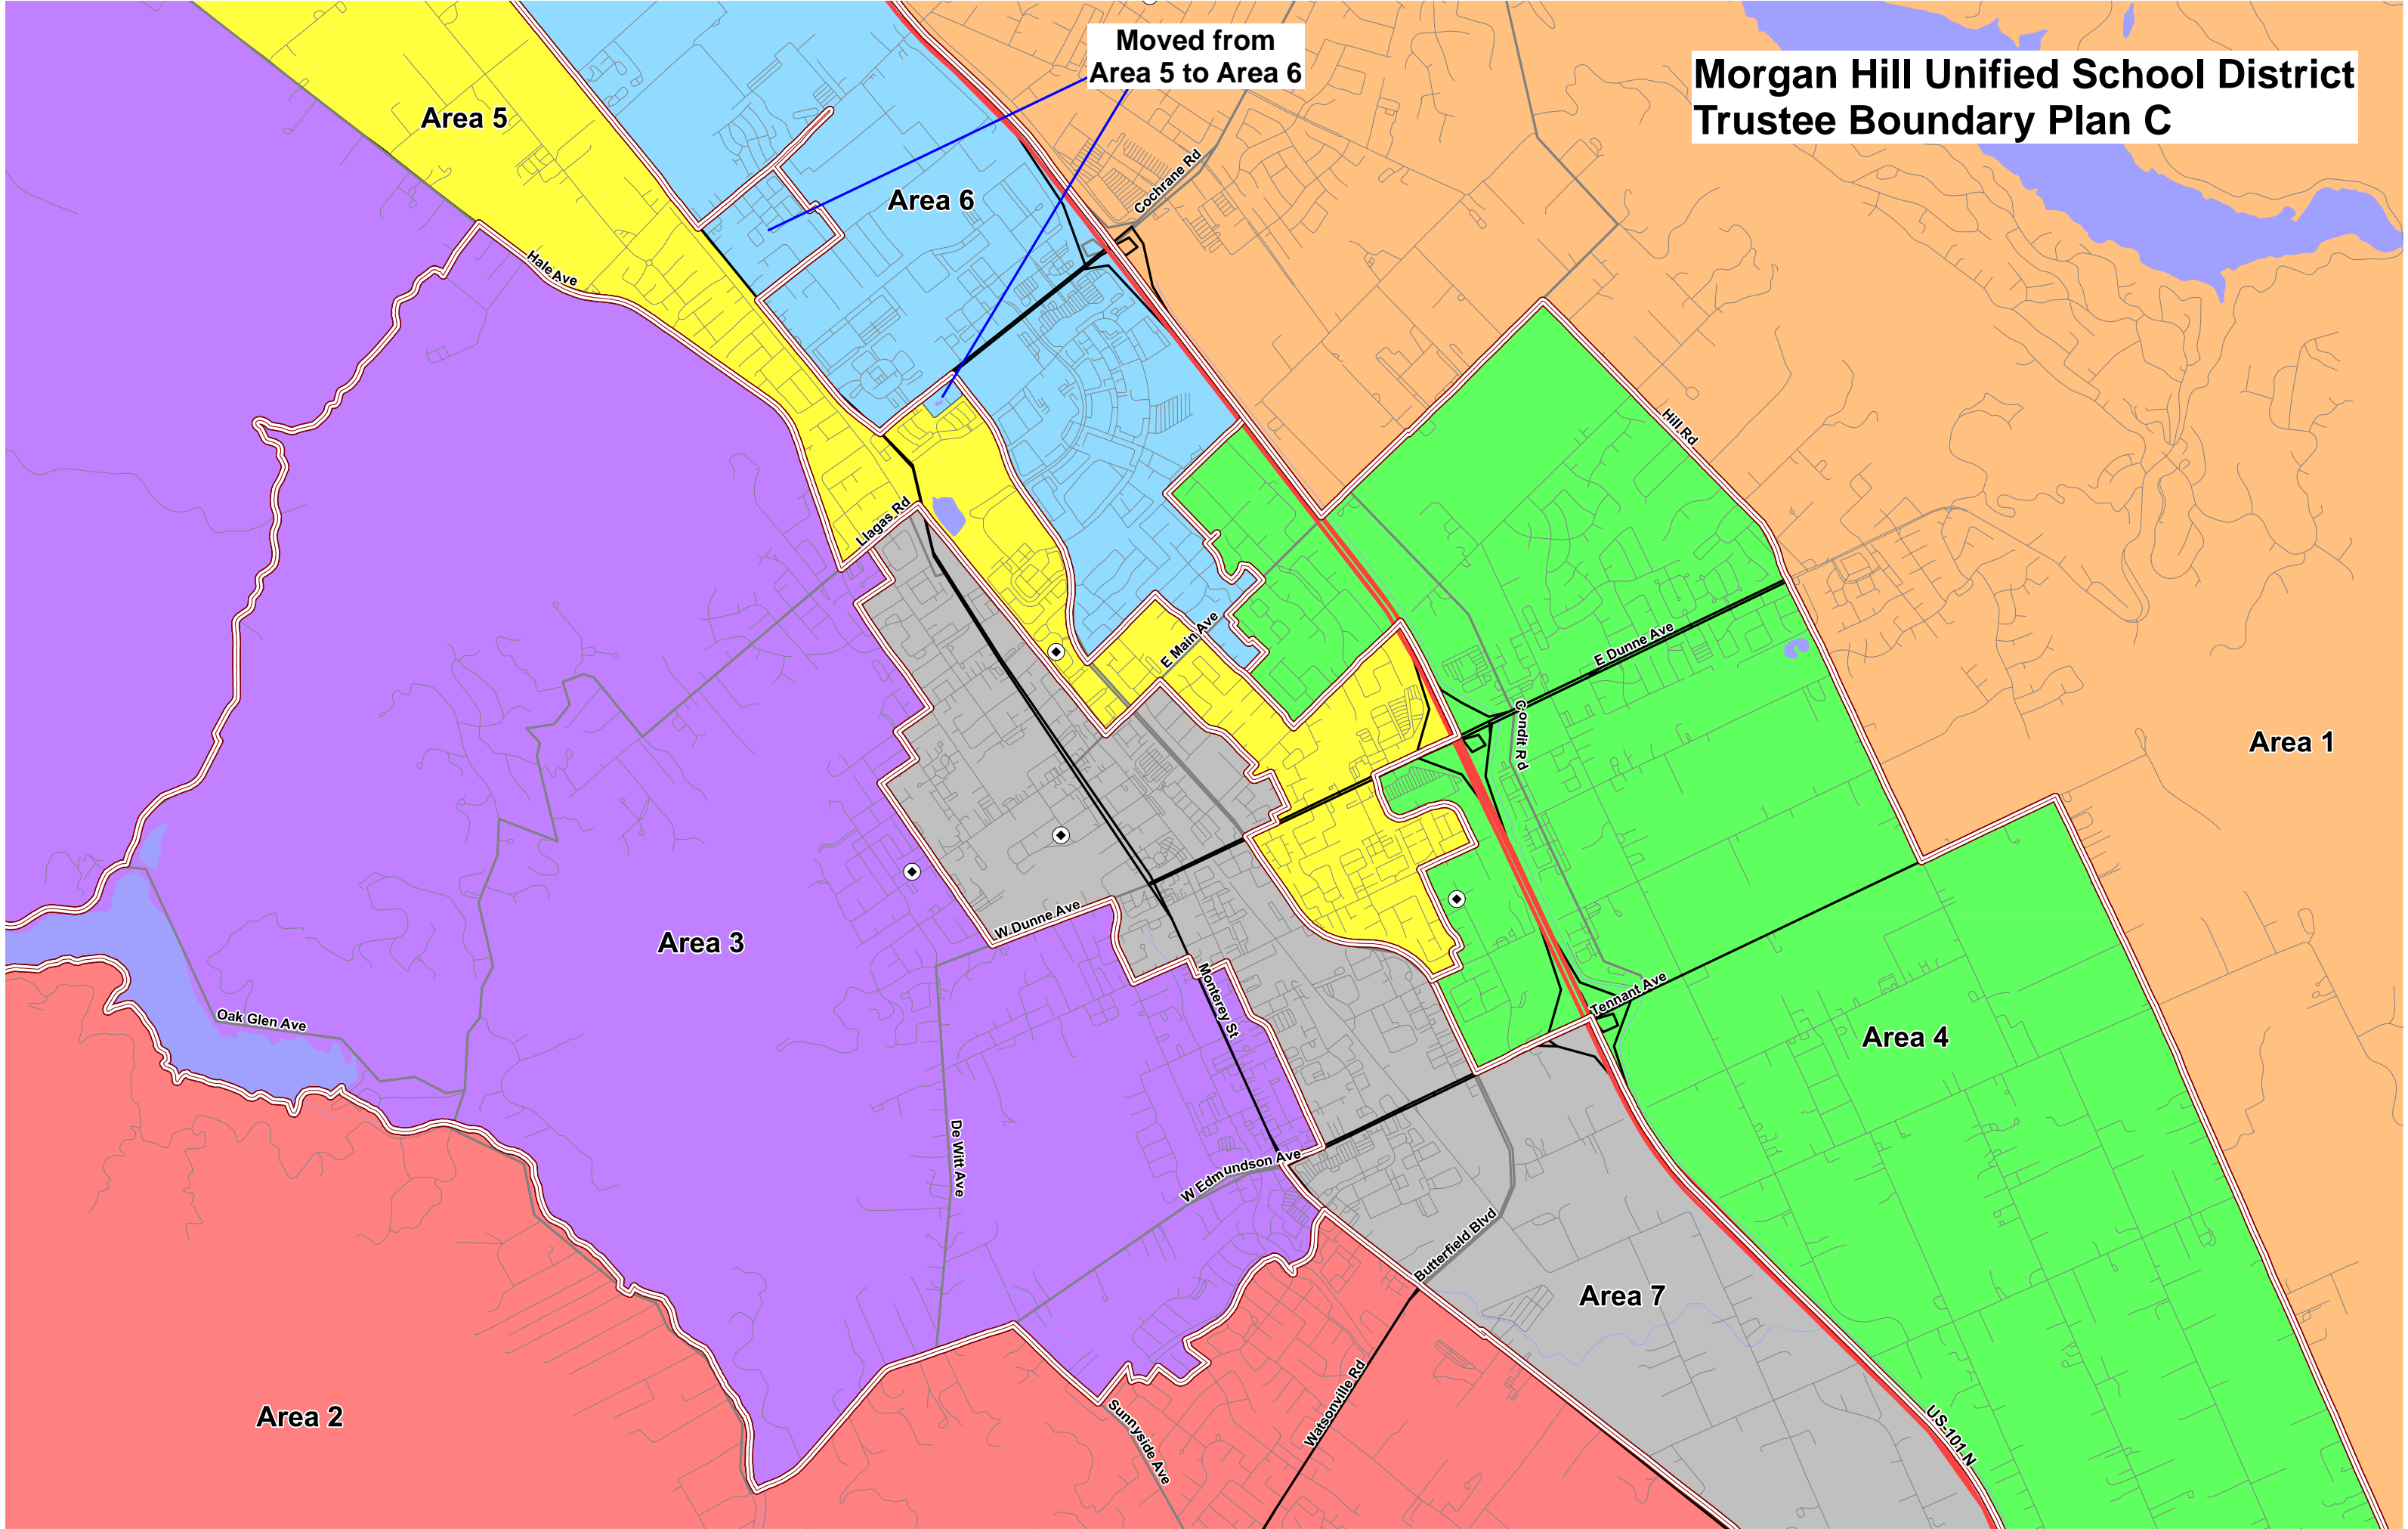 Moved from
Area 5 to Area 6
Morgan Hill Unified School District
Trustee Boundary Plan C
Area 5
Area 6
Cochrane Rd
Hale Ave
Hill Rd
Llagas Rd
E Main Ave
E Dunne Ave
Condit Rd
Area 1
W Dunne Ave
Area 3
Monterey St
Tennant Ave
Oak Glen Ave
Area 4
De Witt Ave
W Edmundson Ave
Butterfield Blvd
Area 7
Area 2
Watsonville Rd
Sunnyside Ave
US-101 N